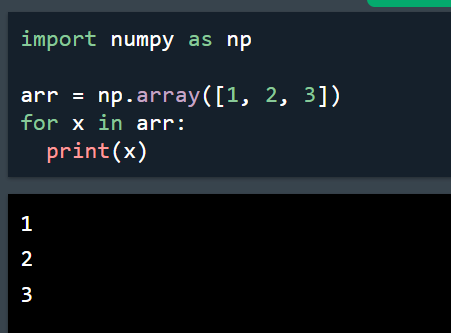 import numpy as np

arr = np.array([1, 2, 3])
for x in arr:
  print(x)
1
2
3